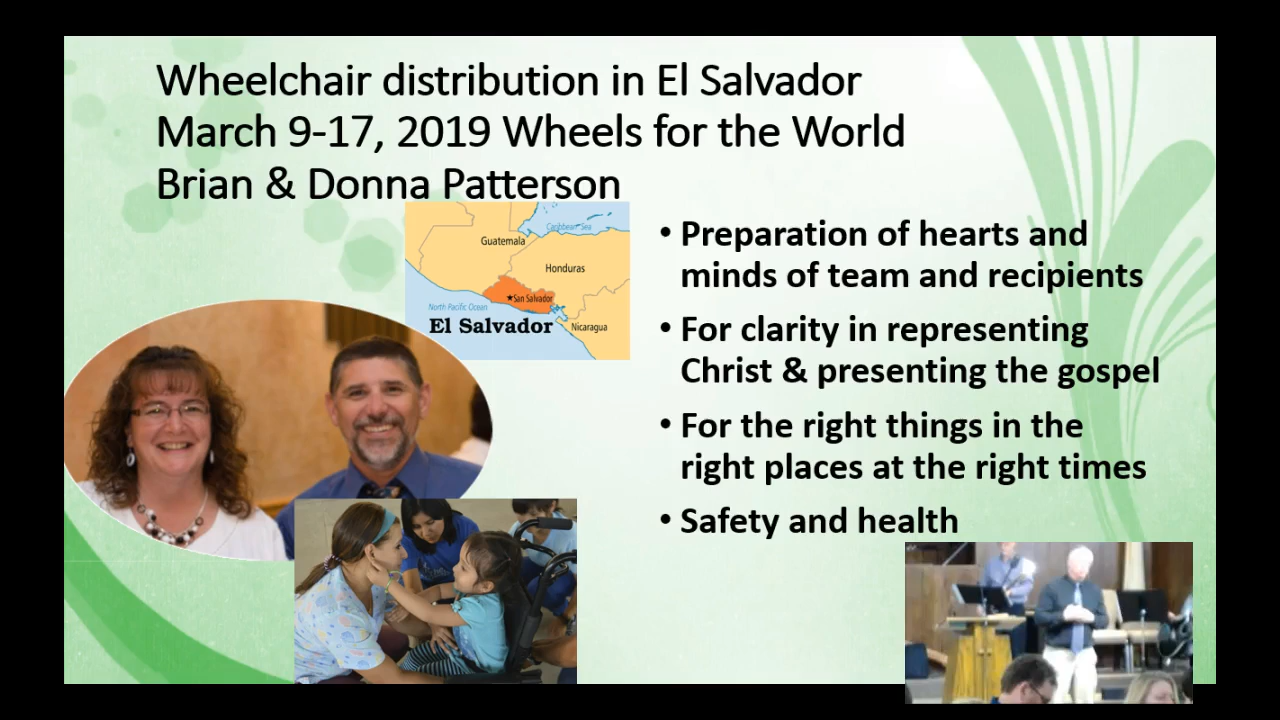 Wheelchair distribution in El Salvador
March 9-17, 2019 Wheels for the World
Brian & Donna Patterson
Caribbean Sea
Guatemala
Honduras
San Salvador
North Pacific Ocean
El Salvador
Nicaragua
• Preparation of hearts and
minds of team and recipients
• For clarity in representing
Christ & presenting the gospel
• For the right things in the
right places at the right times
• Safety and health